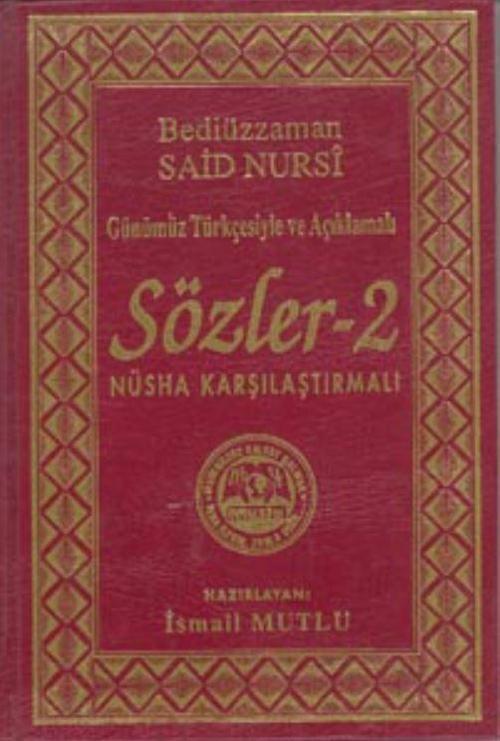 Bediüzzaman
SAİD NURSÎ
Günümüz Türkçesiyle ve Açıklamalı
Sözler-2
NÜSHA KARŞILAŞTIRMALI
HAZIRLAYAN:
İsmail MUTLU